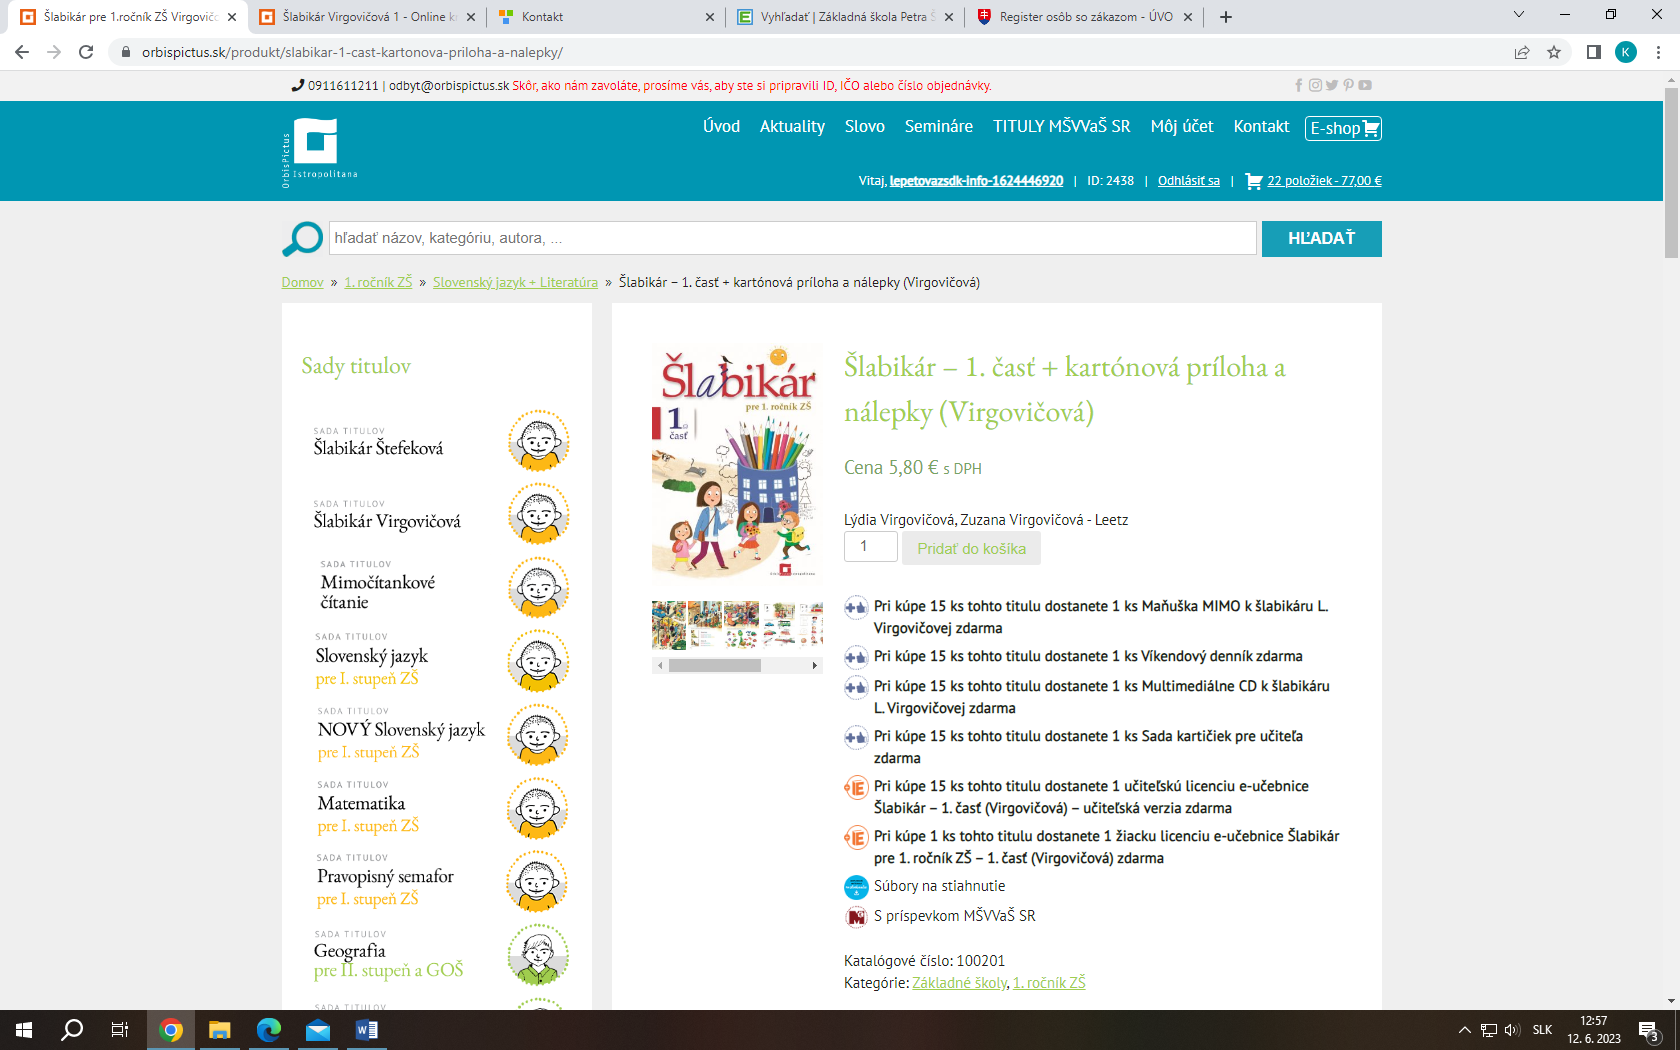 Šlabikár pre 1.ročník ZŠ Virgovičo
Šlabikár Virgovičová 1 - Online kn
Kontakt
Vyhľadať | Základná škola Petra Š
Register osôb so zákazom - ÚVO
orbispictus.sk/produkt/slabikar-1-cast-kartonova-priloha-a-nalepky/
K
0911611211 | odbyt@orbispictus.sk Skôr, ako nám zavoláte, prosíme vás, aby ste si pripravili ID, IČO alebo číslo objednávky.
OrbisPictus
Istropolitana
Úvod
Aktuality
Slovo
Semináre
TITULY MŠVVaŠ SR
Môj účet
Kontakt
E-shop
Vitaj, lepetovazsdk-info-1624446920 | ID: 2438 | Odhlásiť sa | 22 položiek - 77,00 €
hľadať názov, kategóriu, autora, ...
HĽADAŤ
Domov » 1. ročník ZŠ » Slovenský jazyk + Literatúra » Šlabikár – 1. časť + kartónová príloha a nálepky (Virgovičová)
Sady titulov
SADA TITULOV
Šlabikár Štefeková
SADA TITULOV
Šlabikár Virgovičová
SADA TITULOV
Mimočítankové
čítanie
SADA TITULOV
Slovenský jazyk
pre I. stupeň ZŠ
SADA TITULOV
NOVÝ Slovenský jazyk
pre I. stupeň ZŠ
SADA TITULOV
Matematika
pre I. stupeň ZŠ
SADA TITULOV
Pravopisný semafor
pre I. stupeň ZŠ
SADA TITULOV
Geografia
pre II. stupeň a GOŠ
SADA TITULOV
Šlabikár
pre 1. ročník ZŠ
1.
časť
Šlabikár – 1. časť + kartónová príloha a
nálepky (Virgovičová)
Cena 5,80 € s DPH
Lýdia Virgovičová, Zuzana Virgovičová - Leetz
1
Pridať do košíka
Pri kúpe 15 ks tohto titulu dostanete 1 ks Maňuška MIMO k šlabikáru L.
Virgovičovej zdarma
Pri kúpe 15 ks tohto titulu dostanete 1 ks Víkendový denník zdarma
Pri kúpe 15 ks tohto titulu dostanete 1 ks Multimediálne CD k šlabikáru
L. Virgovičovej zdarma
Pri kúpe 15 ks tohto titulu dostanete 1 ks Sada kartičiek pre učiteľa
zdarma
Pri kúpe 15 ks tohto titulu dostanete 1 učiteľskú licenciu e-učebnice
Šlabikár – 1. časť (Virgovičová) – učiteľská verzia zdarma
Pri kúpe 1 ks tohto titulu dostanete 1 žiacku licenciu e-učebnice Šlabikár
pre 1. ročník ZŠ – 1. časť (Virgovičová) zdarma
Súbory na stiahnutie
S príspevkom MŠVVaŠ SR
Katalógové číslo: 100201
Kategórie: Základné školy, 1. ročník ZŠ
SLK
12:57
12. 6. 2023
3